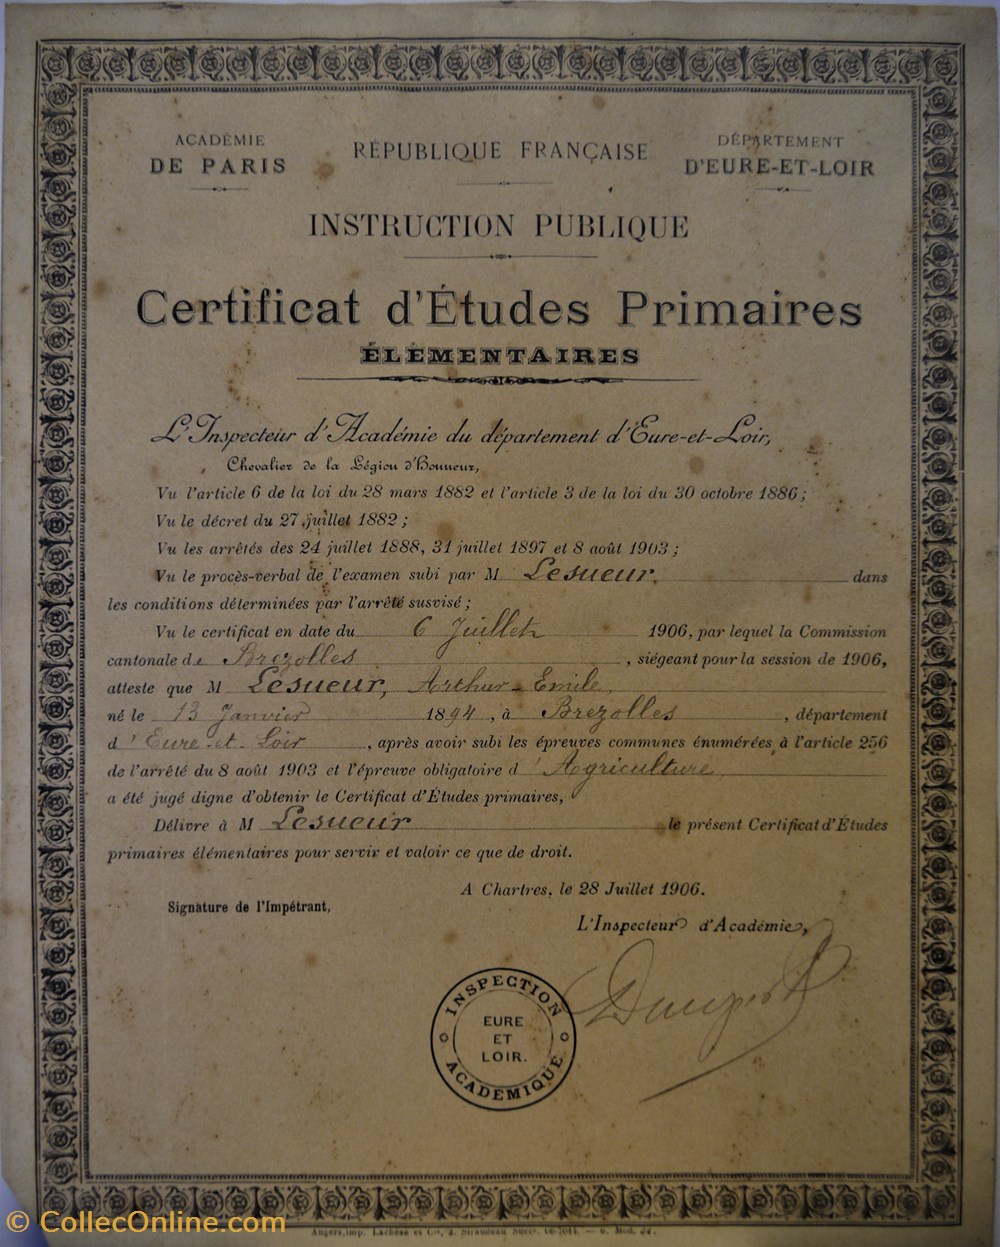 ACADÉMIE
DE PARIS
RÉPUBLIQUE FRANÇAISE
DÉPARTEMENT
D'EURE-ET-LOIR
INSTRUCTION PUBLIQUE
Certificat d'Études Primaires
ÉLÉMENTAIRES
L'Inspecteur d'Académie du département d'Eure-et-Loir,
Chevalier de la Légion d'Honneur,
Vu l'article 6 de la loi du 28 mars 1882 et l'article 3 de la loi du 30 octobre 1886;
Vu le décret du 27 juillet 1882;
Vu les arrêtés des 24 juillet 1888, 31 juillet 1897 et 8 août 1903;
Vu le procès-verbal de l'examen subi par M Lesueur, dans
les conditions déterminées par l'arrêté susvisé;
Vu le certificat en date du 6 Juillet 1906, par lequel la Commission
cantonale de Brezolles, siégeant pour la session de 1906,
atteste que M Lesueur, Arthur-Emile,
né le 13 Janvier 1894, à Brezolles, département
d'Eure-et-Loir, après avoir subi les épreuves communes énumérées à l'article 256
de l'arrêté du 8 août 1903 et l'épreuve obligatoire d'Agriculture,
a été jugé digne d'obtenir le Certificat d'Études primaires,
Délivre à M Lesueur le présent Certificat d'Études
primaires élémentaires pour servir et valoir ce que de droit.
A Chartres, le 28 Juillet 1906.
Signature de l'Impétrant,
L'Inspecteur d'Académie,
INSPECTION
EURE
ET
LOIR.
ACADÉMIQUE
© CollecOnline.com
Angers, Imp. Lachèse et Cie, A. Siraudeau Succr.